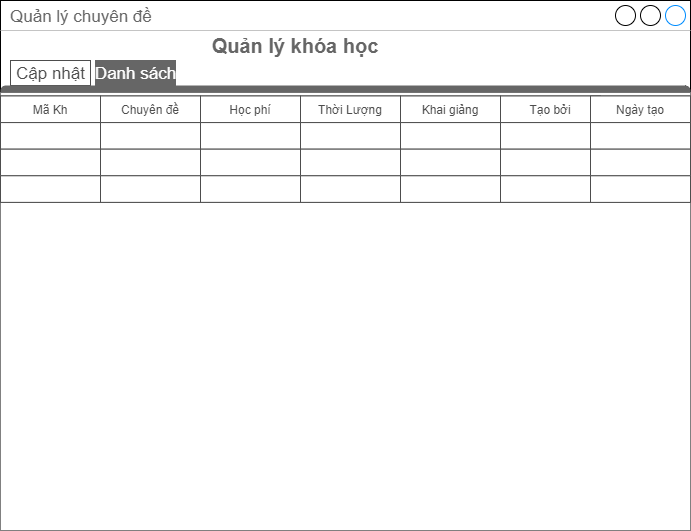 Quản lý chuyên đề
Quản lý khóa học
Cập nhật Danh sách
Mã Kh Chuyên đề Học phí Thời Lượng Khai giảng Tạo bởi Ngày tạo